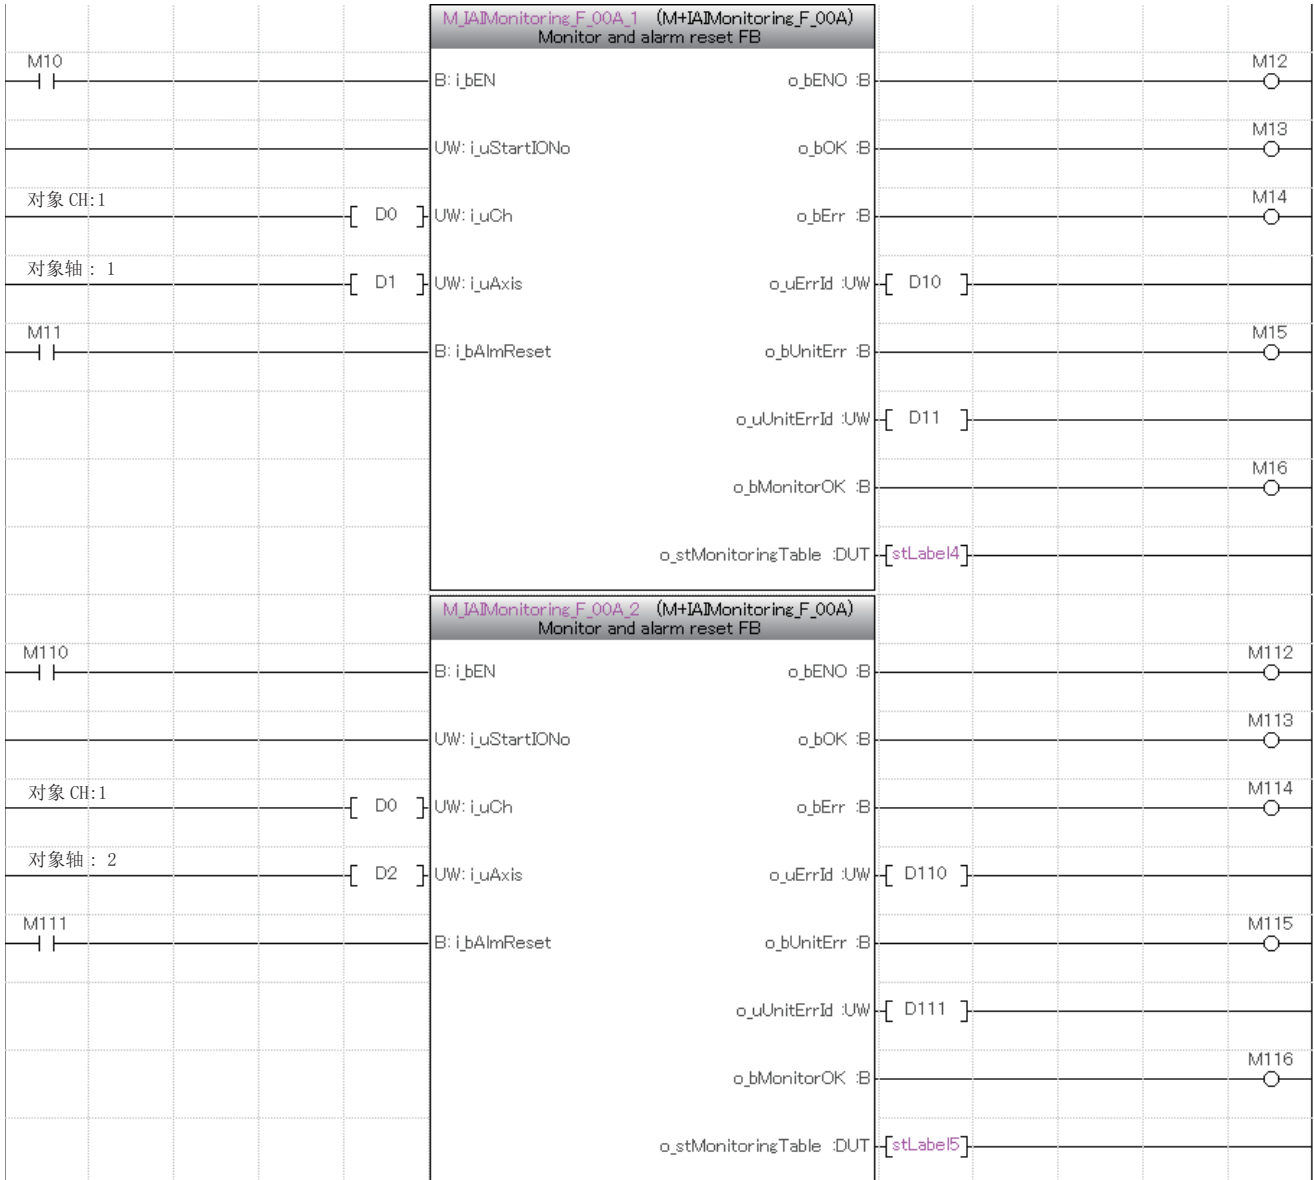 M_IAIMonitoring_F_00A_1 (M+IAIMonitoring_F_00A)
Monitor and alarm reset FB
M10 B: i_bEN o_bENO :B M12
UW: i_uStartIONo o_bOK :B M13
对象 CH:1 D0 UW: i_uCh o_bErr :B M14
对象轴 : 1 D1 UW: i_uAxis o_uErrId :UW D10
M11 B: i_bAlmReset o_bUnitErr :B M15
o_uUnitErrId :UW D11
o_bMonitorOK :B M16
o_stMonitoringTable :DUT stLabel4
M_IAIMonitoring_F_00A_2 (M+IAIMonitoring_F_00A)
Monitor and alarm reset FB
M110 B: i_bEN o_bENO :B M112
UW: i_uStartIONo o_bOK :B M113
对象 CH:1 D0 UW: i_uCh o_bErr :B M114
对象轴 : 2 D2 UW: i_uAxis o_uErrId :UW D110
M111 B: i_bAlmReset o_bUnitErr :B M115
o_uUnitErrId :UW D111
o_bMonitorOK :B M116
o_stMonitoringTable :DUT stLabel5